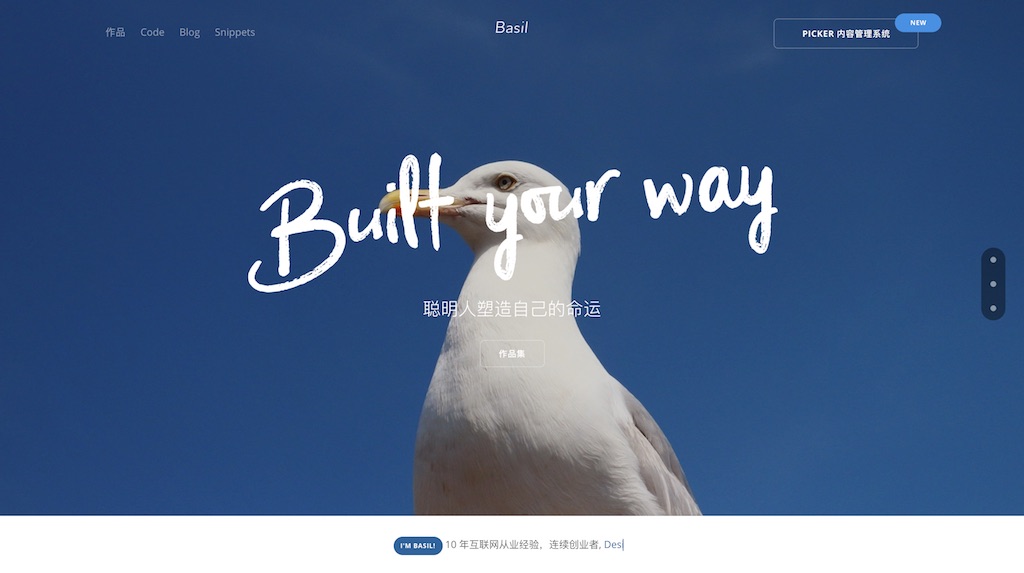 作品 Code Blog Snippets
Basil
PICKER 内容管理系统
NEW
Built your way
聪明人塑造自己的命运
作品集
I'M BASIL! 10 年互联网从业经验，连续创业者, Des